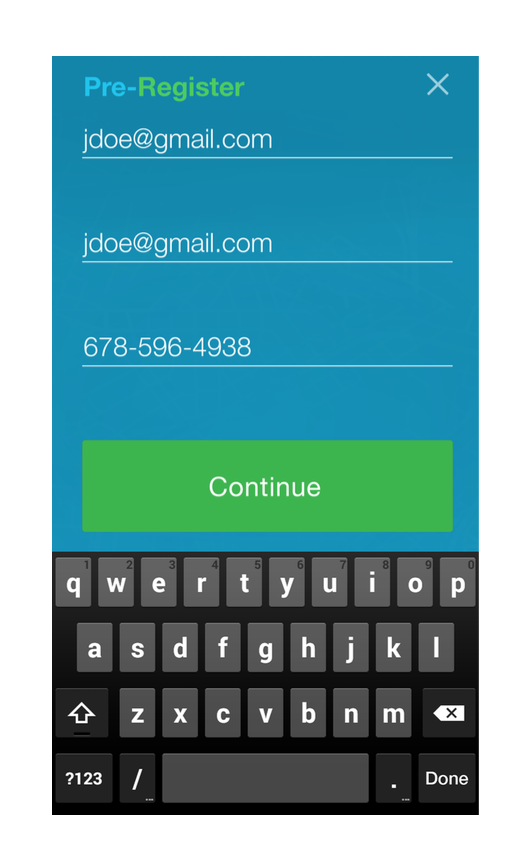 Pre-Register
jdoe@gmail.com
jdoe@gmail.com
678-596-4938
Continue
1 2 3 4 5 6 7 8 9 0
q w e r t y u i o p
a s d f g h j k l
z x c v b n m
?123 / . Done